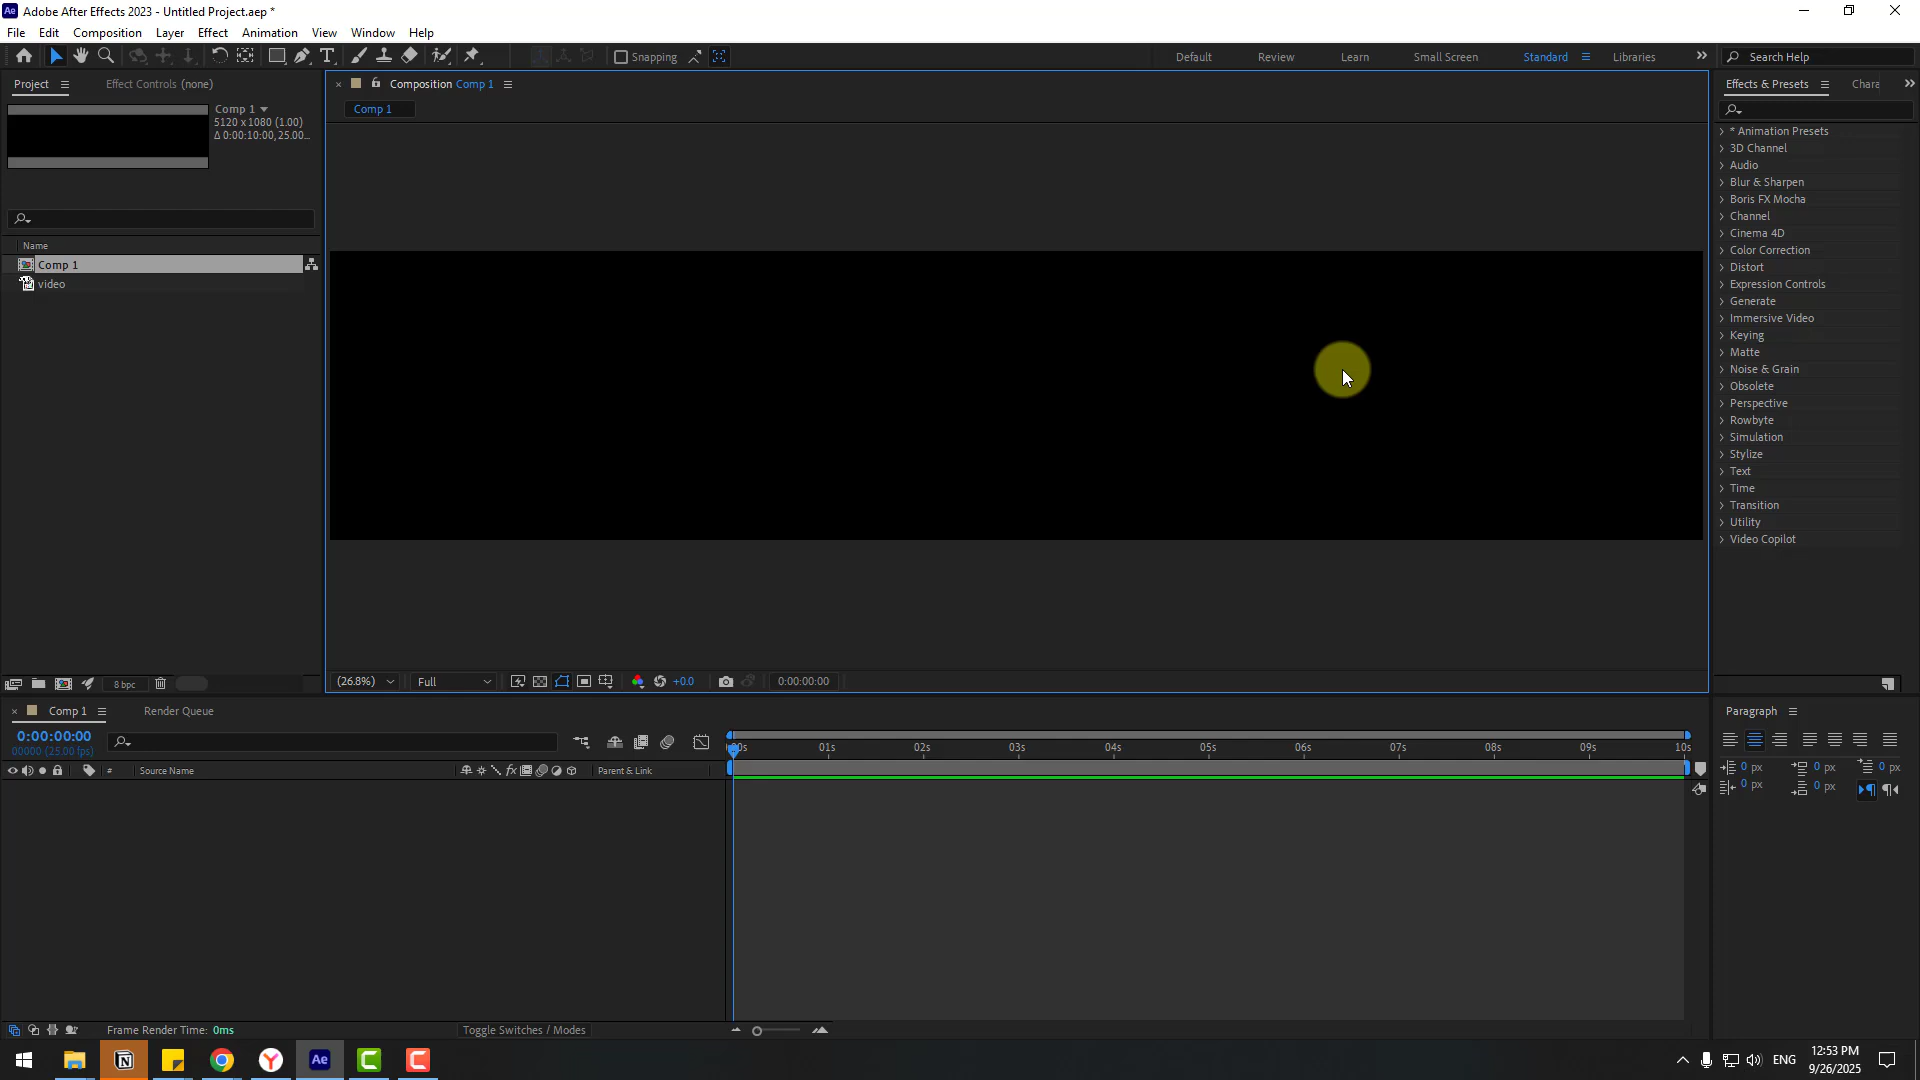 Adobe After Effects 2023 - Untitled Project.aep *
File Edit Composition Layer Effect Animation View Window Help
Snapping
Default Review Learn Small Screen Standard Libraries Search Help
Project
Effect Controls (none)
Composition Comp 1
Comp 1
Comp 1
5120 x 1080 (1.00)
Δ 0:00:10:00, 25.00...
Name
Comp 1
video
8 bpc
(26.8%)
Full
+0.0
0:00:00:00
Effects & Presets
Chara
* Animation Presets
3D Channel
Audio
Blur & Sharpen
Boris FX Mocha
Channel
Cinema 4D
Color Correction
Distort
Expression Controls
Generate
Immersive Video
Keying
Matte
Noise & Grain
Obsolete
Perspective
Rowbyte
Simulation
Stylize
Text
Time
Transition
Utility
Video Copilot
Comp 1
Render Queue
0:00:00:00
00000 (25.00 fps)
# Source Name
Parent & Link
:00s 01s 02s 03s 04s 05s 06s 07s 08s 09s 10s
Paragraph
0 px 0 px 0 px
0 px 0 px
Frame Render Time: 0ms
Toggle Switches / Modes
ENG
12:53 PM
9/26/2025